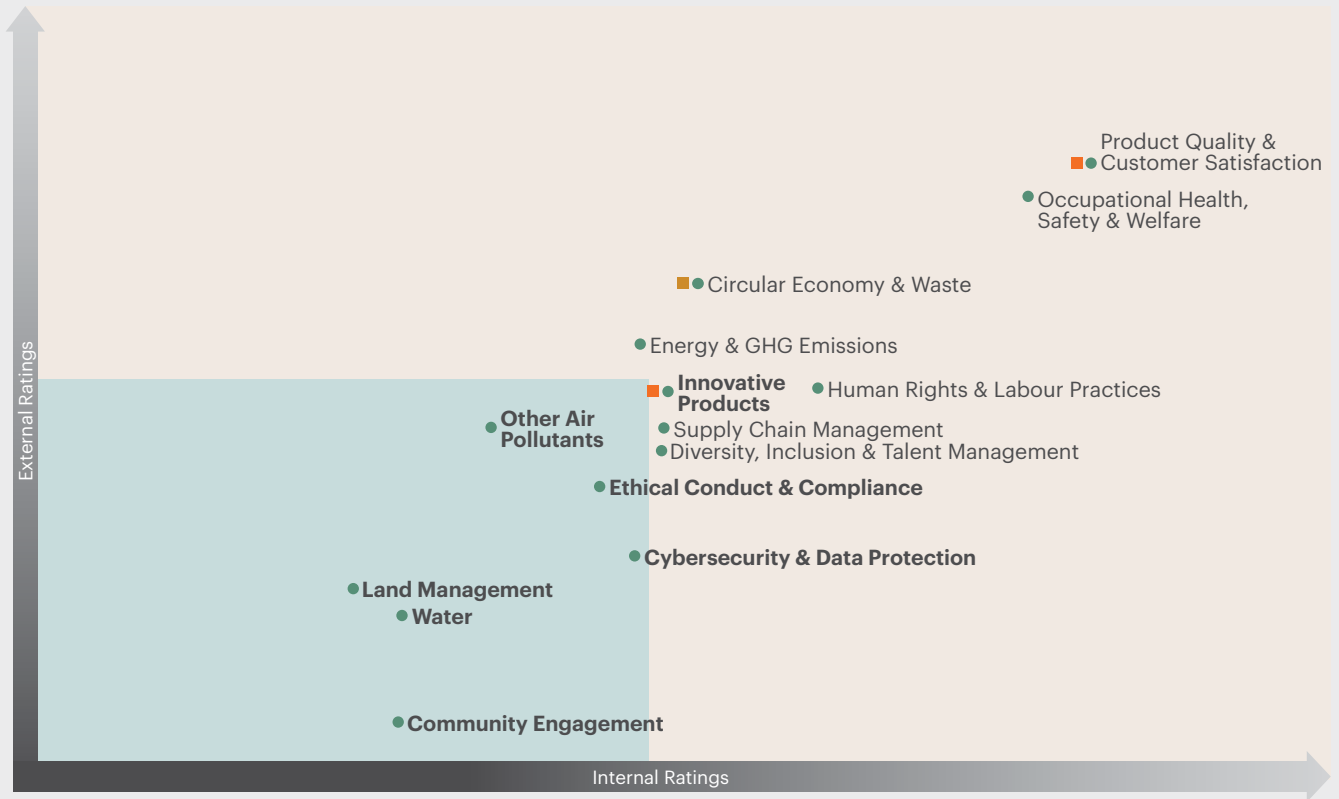 Product Quality &
Customer Satisfaction
Occupational Health,
Safety & Welfare
Circular Economy & Waste
Energy & GHG Emissions
Innovative
Products
Human Rights & Labour Practices
Other Air
Pollutants
Supply Chain Management
Diversity, Inclusion & Talent Management
Ethical Conduct & Compliance
Cybersecurity & Data Protection
Land Management
Water
Community Engagement
External Ratings
Internal Ratings